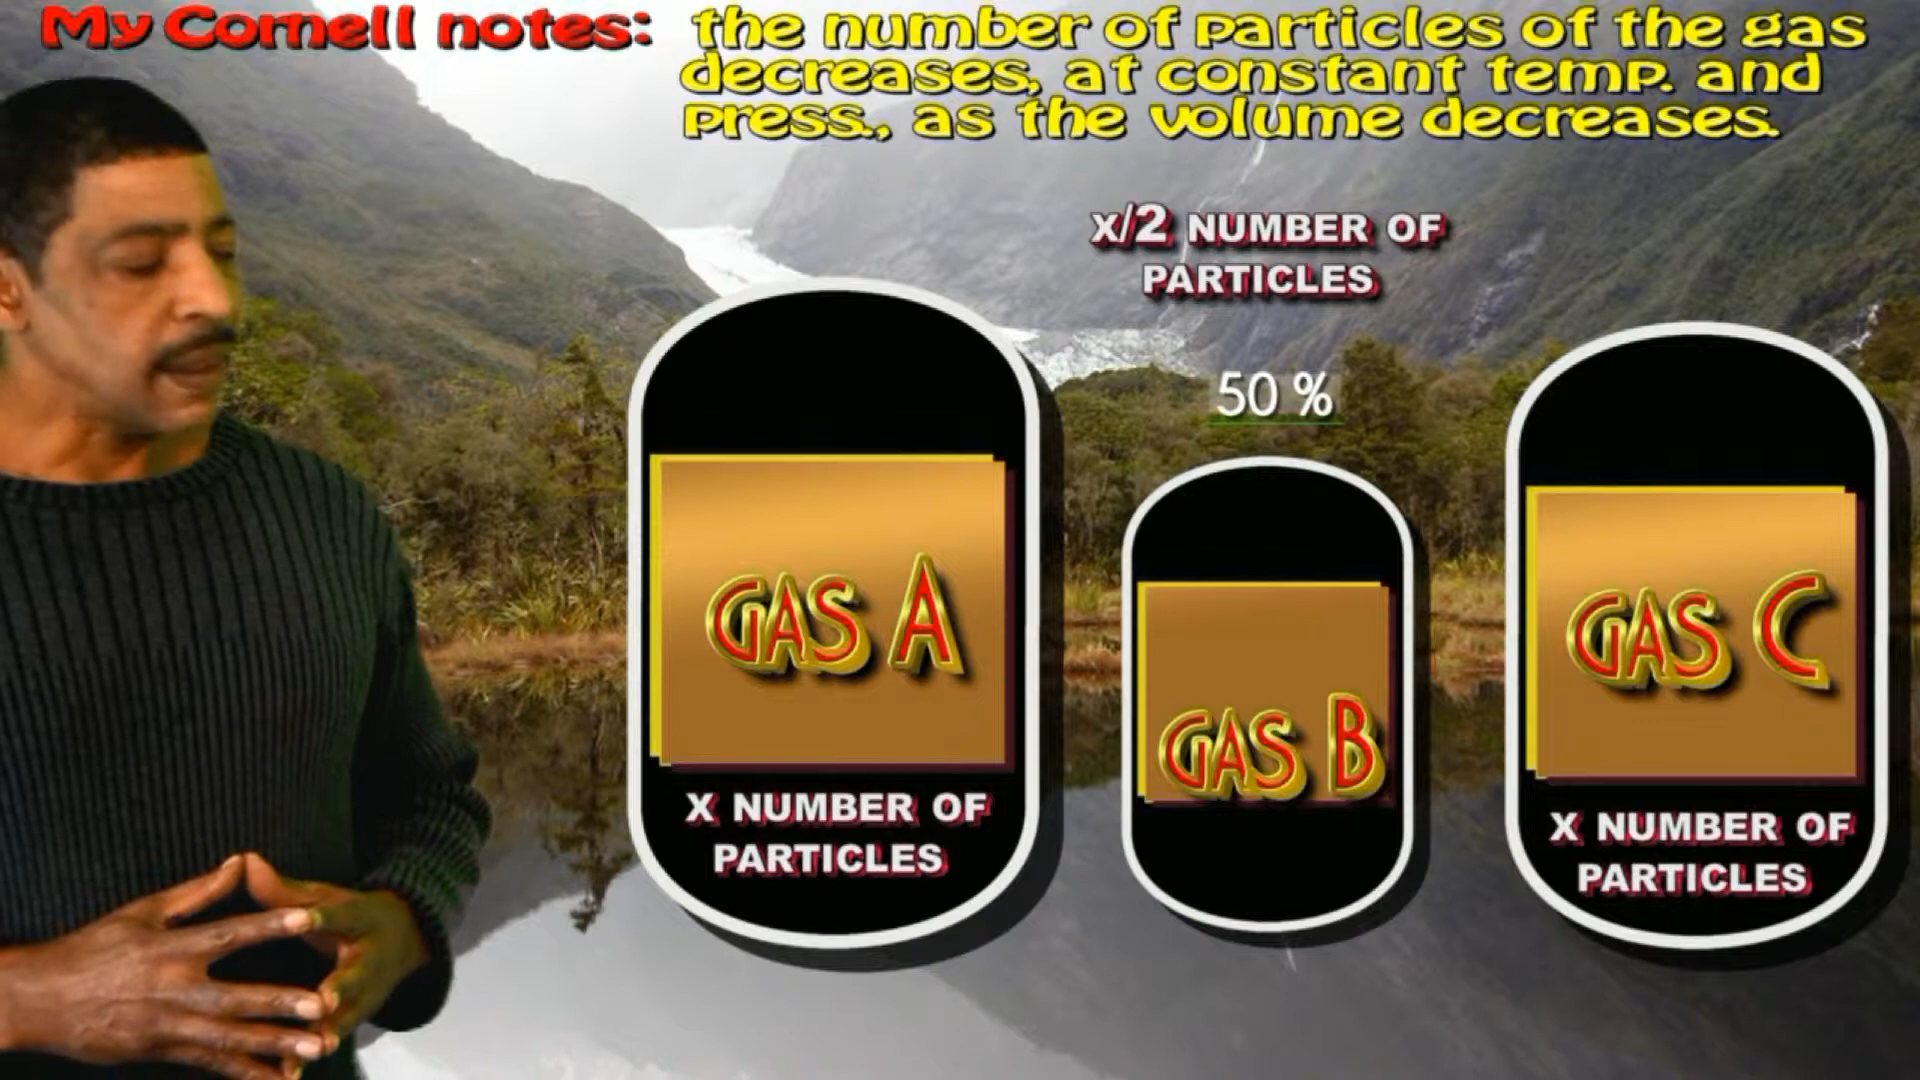 My Cornell notes: the number of particles of the gas
decreases, at constant temp. and
press., as the volume decreases.
x/2 NUMBER OF
PARTICLES
50 %
GAS A
GAS B
GAS C
X NUMBER OF
PARTICLES
X NUMBER OF
PARTICLES